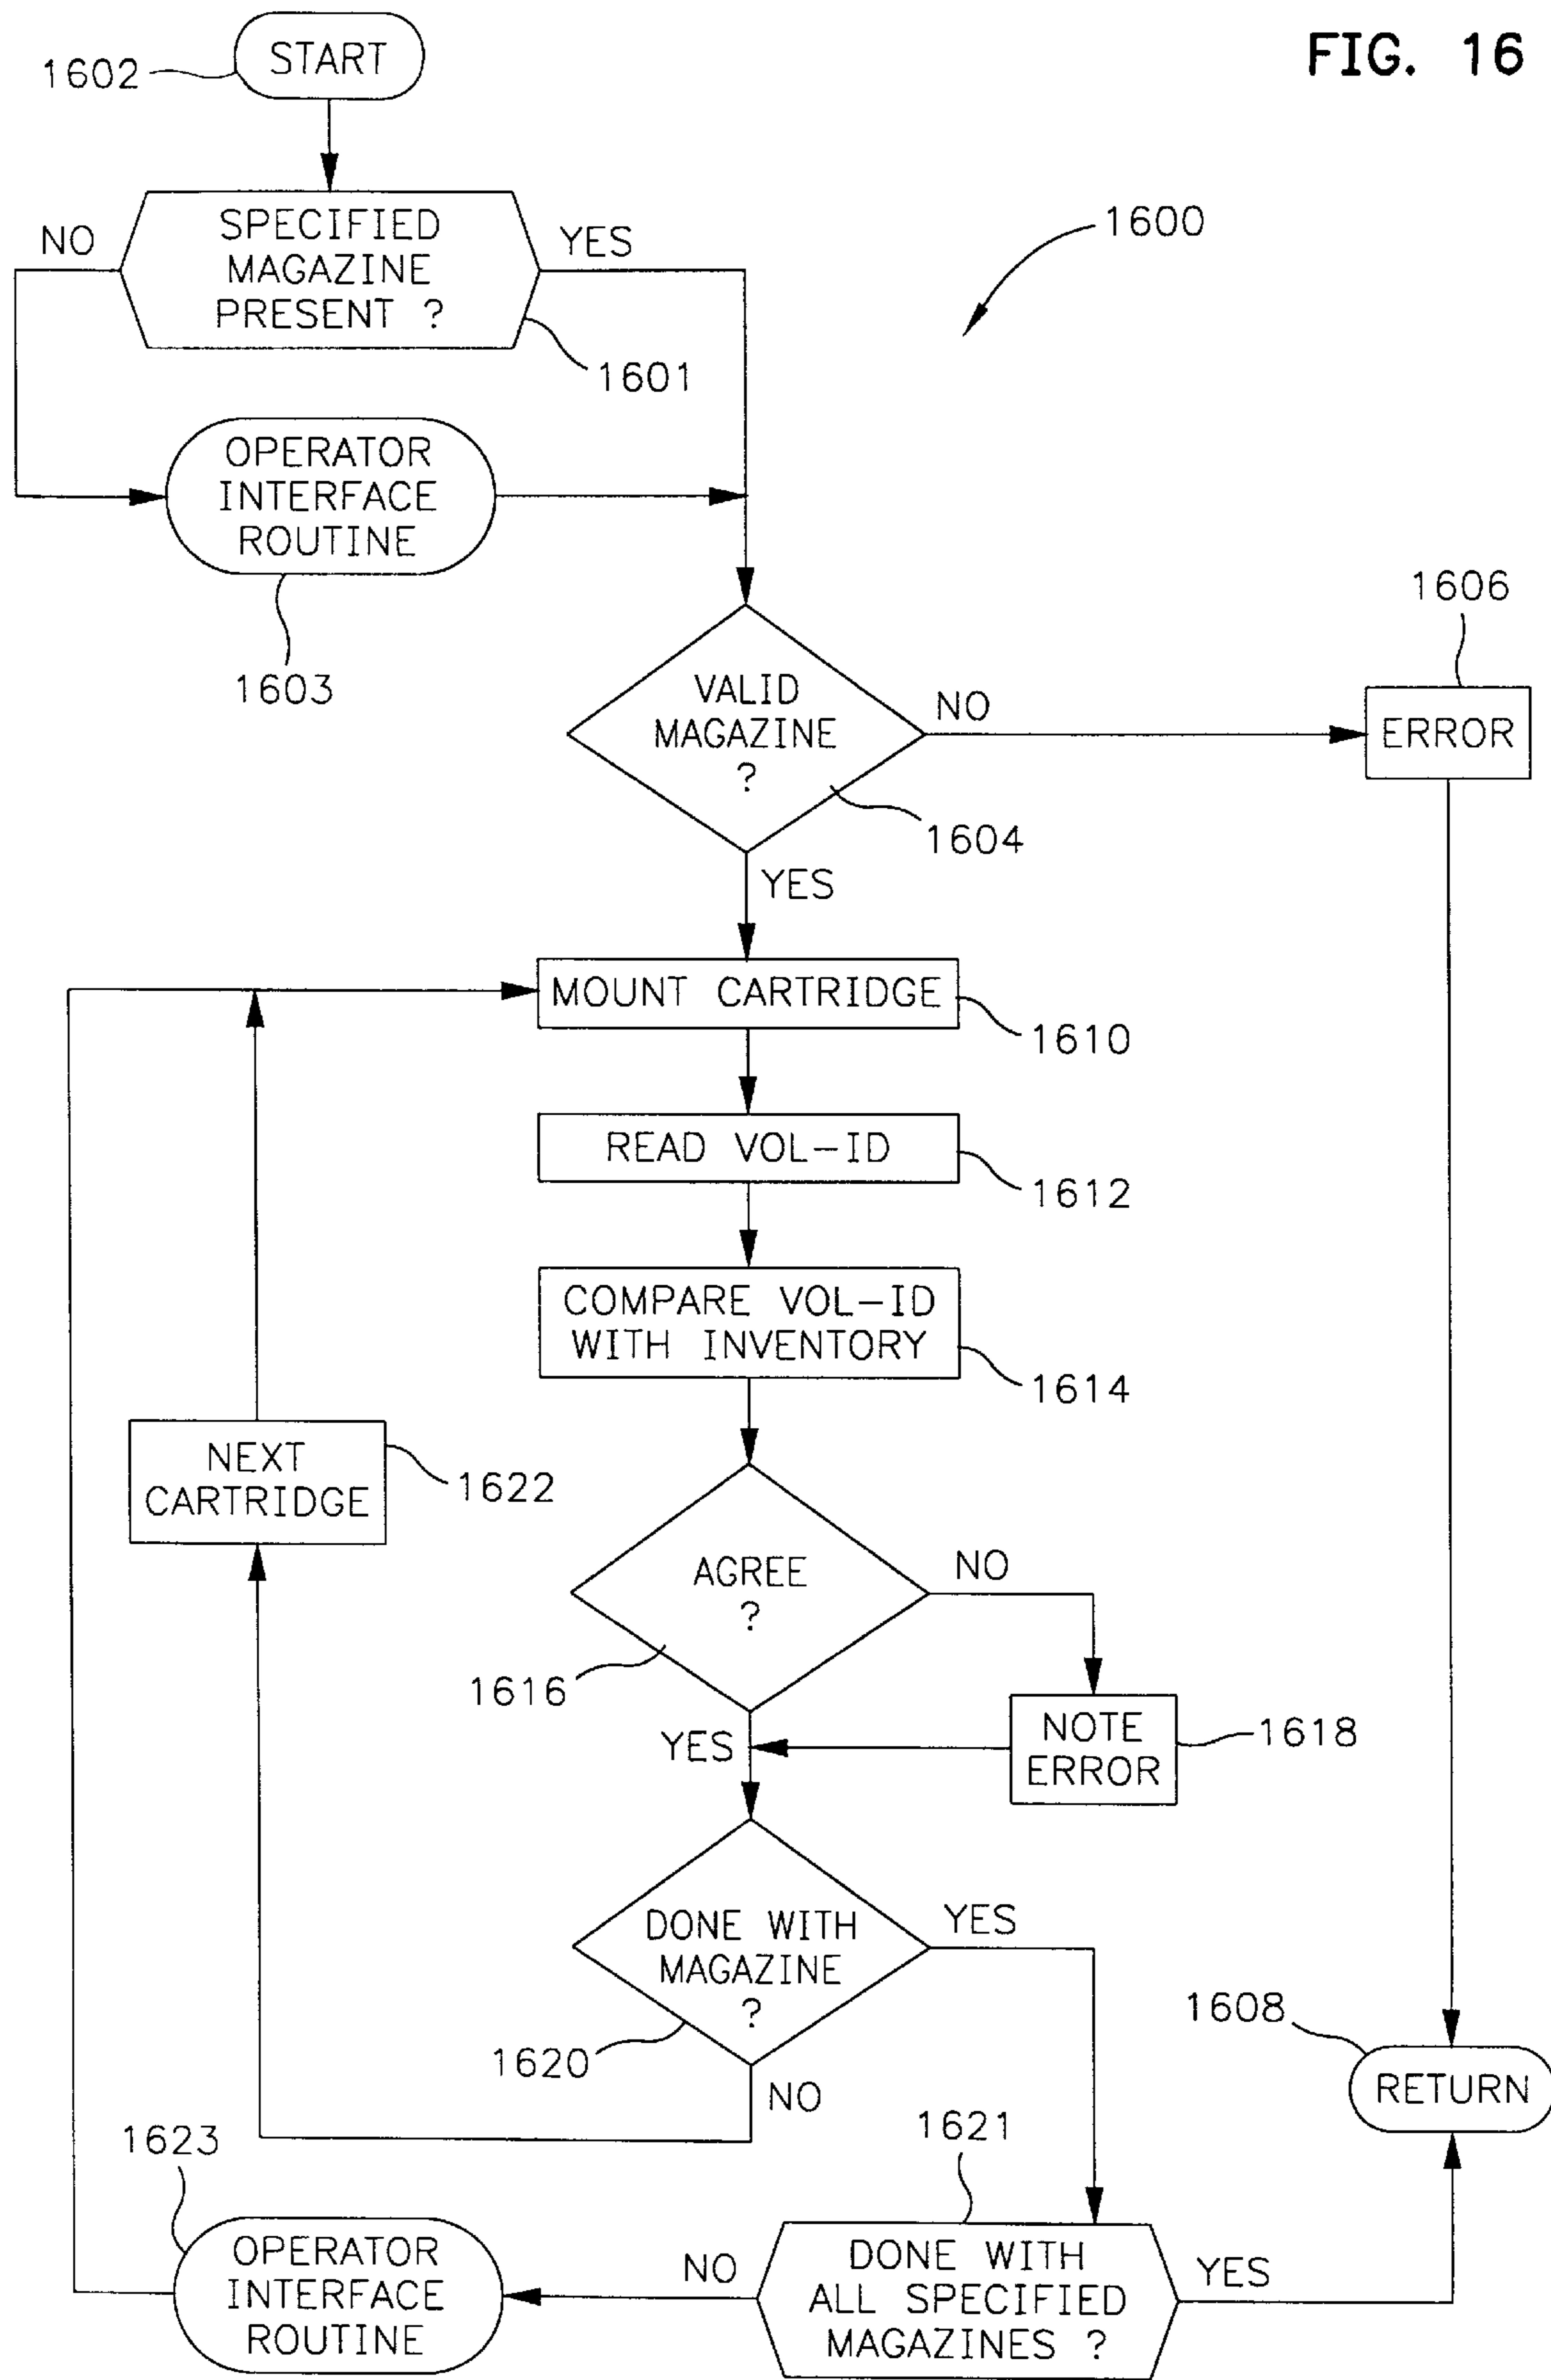 FIG. 16
START
1602
1600
NO
SPECIFIED
MAGAZINE
PRESENT ?
YES
1601
OPERATOR
INTERFACE
ROUTINE
1603
1606
VALID
MAGAZINE
?
NO
ERROR
1604
YES
MOUNT CARTRIDGE
1610
READ VOL-ID
1612
COMPARE VOL-ID
WITH INVENTORY
1614
NEXT
CARTRIDGE
1622
AGREE
?
NO
1616
YES
NOTE
ERROR
1618
DONE WITH
MAGAZINE
?
YES
1620
NO
1608
RETURN
1623
1621
OPERATOR
INTERFACE
ROUTINE
NO
DONE WITH
ALL SPECIFIED
MAGAZINES ?
YES